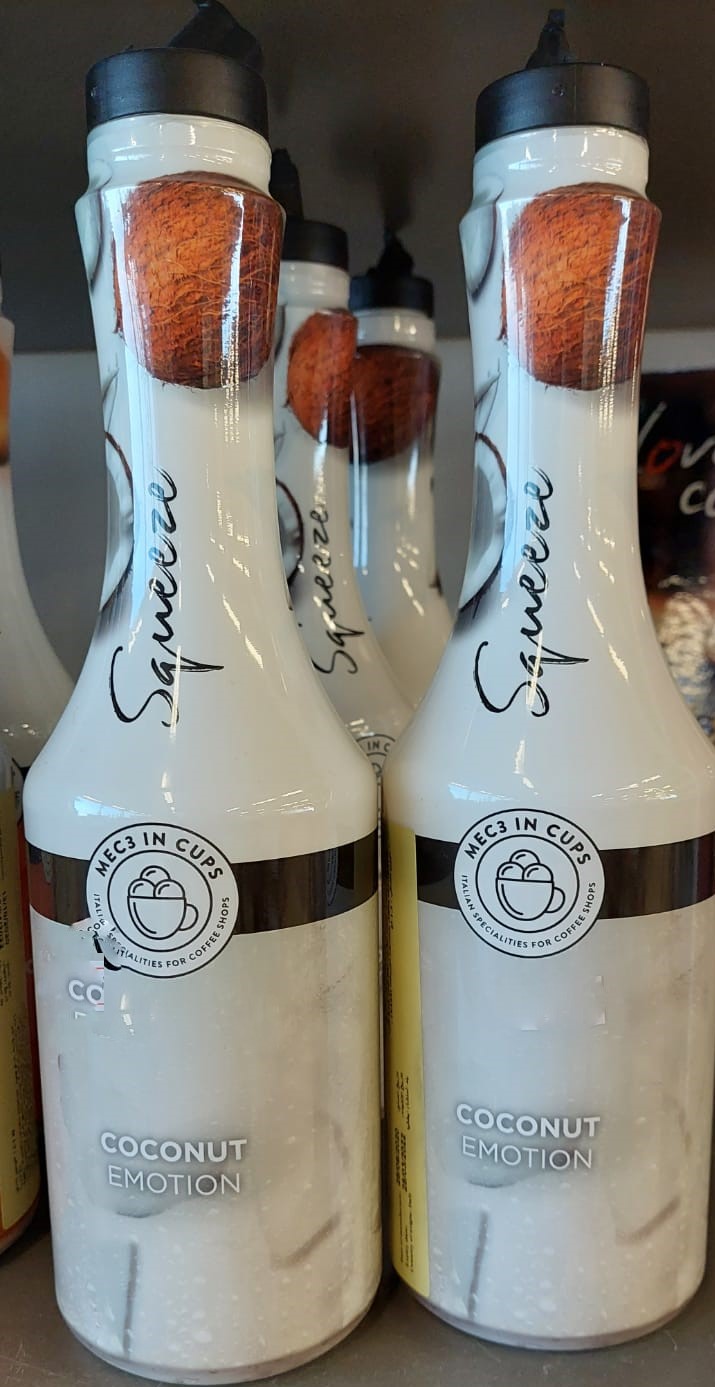 Squeeze
MEC3 IN CUPS
ITALIAN SPECIALITIES FOR COFFEE SHOPS
COCONUT
EMOTION
Squeeze
Squeeze
MEC3 IN CUPS
ITALIAN SPECIALITIES FOR COFFEE SHOPS
COCONUT
EMOTION